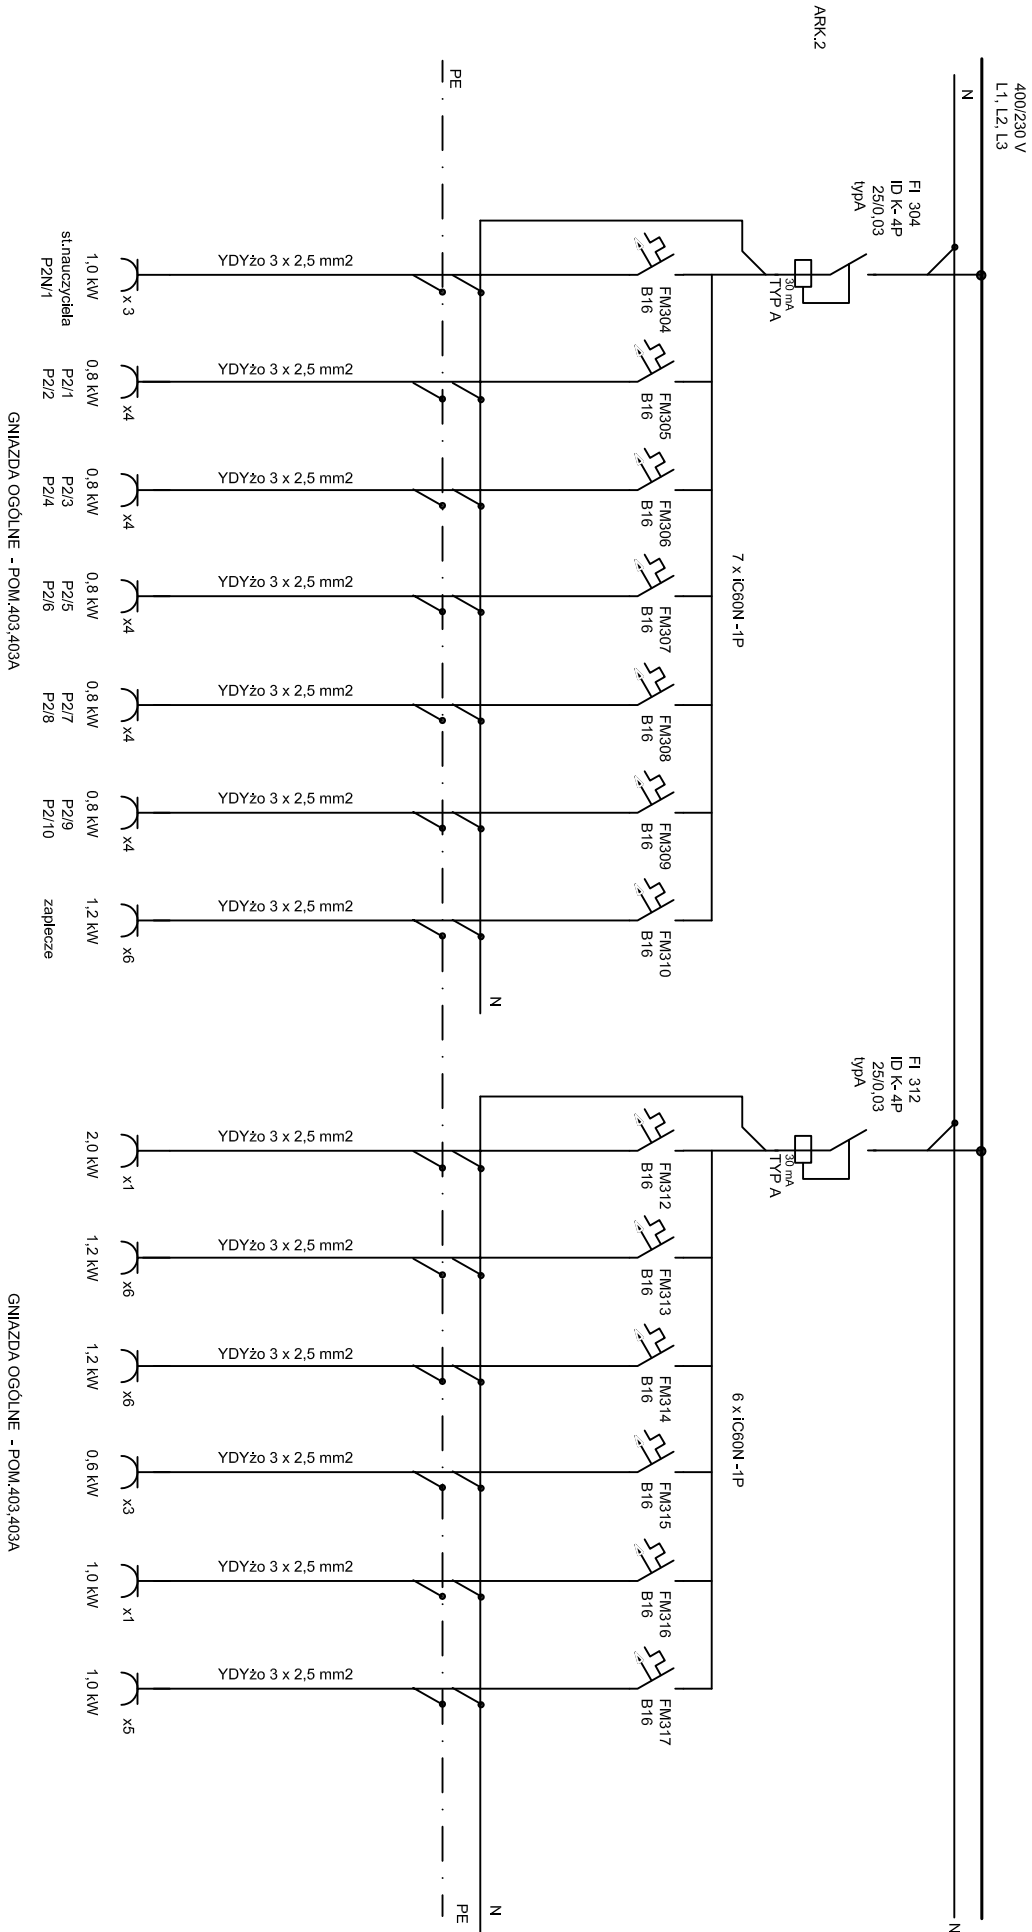 ARK.2
400/230 V
L1, L2, L3
N
PE
FI 304
ID K- 4P
25/0,03
typA
30 mA
TYP A
7 x iC60N -1P
FM304
B16
FM305
B16
FM306
B16
FM307
B16
FM308
B16
FM309
B16
FM310
B16
N
YDYżo 3 x 2,5 mm2
YDYżo 3 x 2,5 mm2
YDYżo 3 x 2,5 mm2
YDYżo 3 x 2,5 mm2
YDYżo 3 x 2,5 mm2
YDYżo 3 x 2,5 mm2
YDYżo 3 x 2,5 mm2
x 3
x4
x4
x4
x4
x4
x6
1,0 kW
0,8 kW
0,8 kW
0,8 kW
0,8 kW
0,8 kW
1,2 kW
st.nauczyciela
P2N/1
P2/1
P2/2
P2/3
P2/4
P2/5
P2/6
P2/7
P2/8
P2/9
P2/10
zaplecze
GNIAZDA OGÓLNE - POM.403,403A
FI 312
ID K- 4P
25/0,03
typA
30 mA
TYP A
6 x iC60N -1P
FM312
B16
FM313
B16
FM314
B16
FM315
B16
FM316
B16
FM317
B16
YDYżo 3 x 2,5 mm2
YDYżo 3 x 2,5 mm2
YDYżo 3 x 2,5 mm2
YDYżo 3 x 2,5 mm2
YDYżo 3 x 2,5 mm2
YDYżo 3 x 2,5 mm2
x1
x6
x6
x3
x1
x5
2,0 kW
1,2 kW
1,2 kW
0,6 kW
1,0 kW
1,0 kW
GNIAZDA OGÓLNE - POM.403,403A
N
N
PE